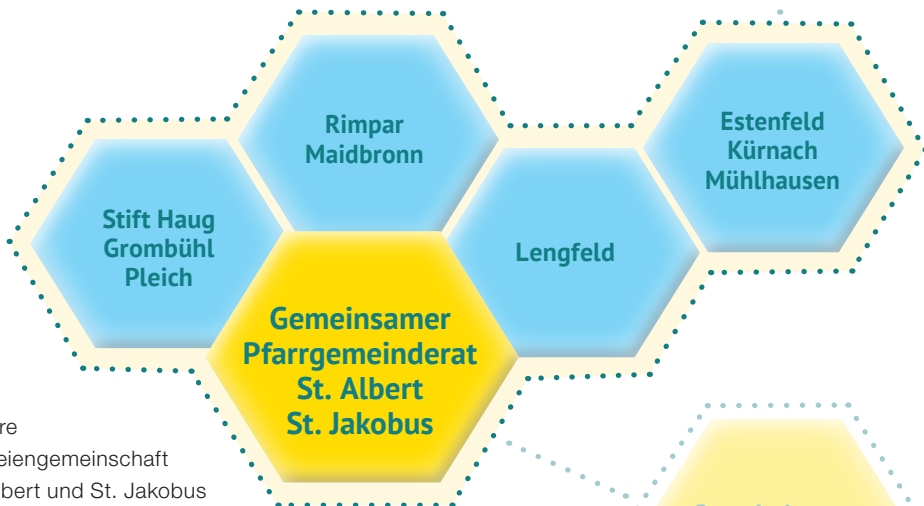 Rimpar
Maidbronn
Estenfeld
Kürnach
Mühlhausen
Stift Haug
Grombühl
Pleich
Lengfeld
Gemeinsamer
Pfarrgemeinderat
St. Albert
St. Jakobus
und St. Jakobus